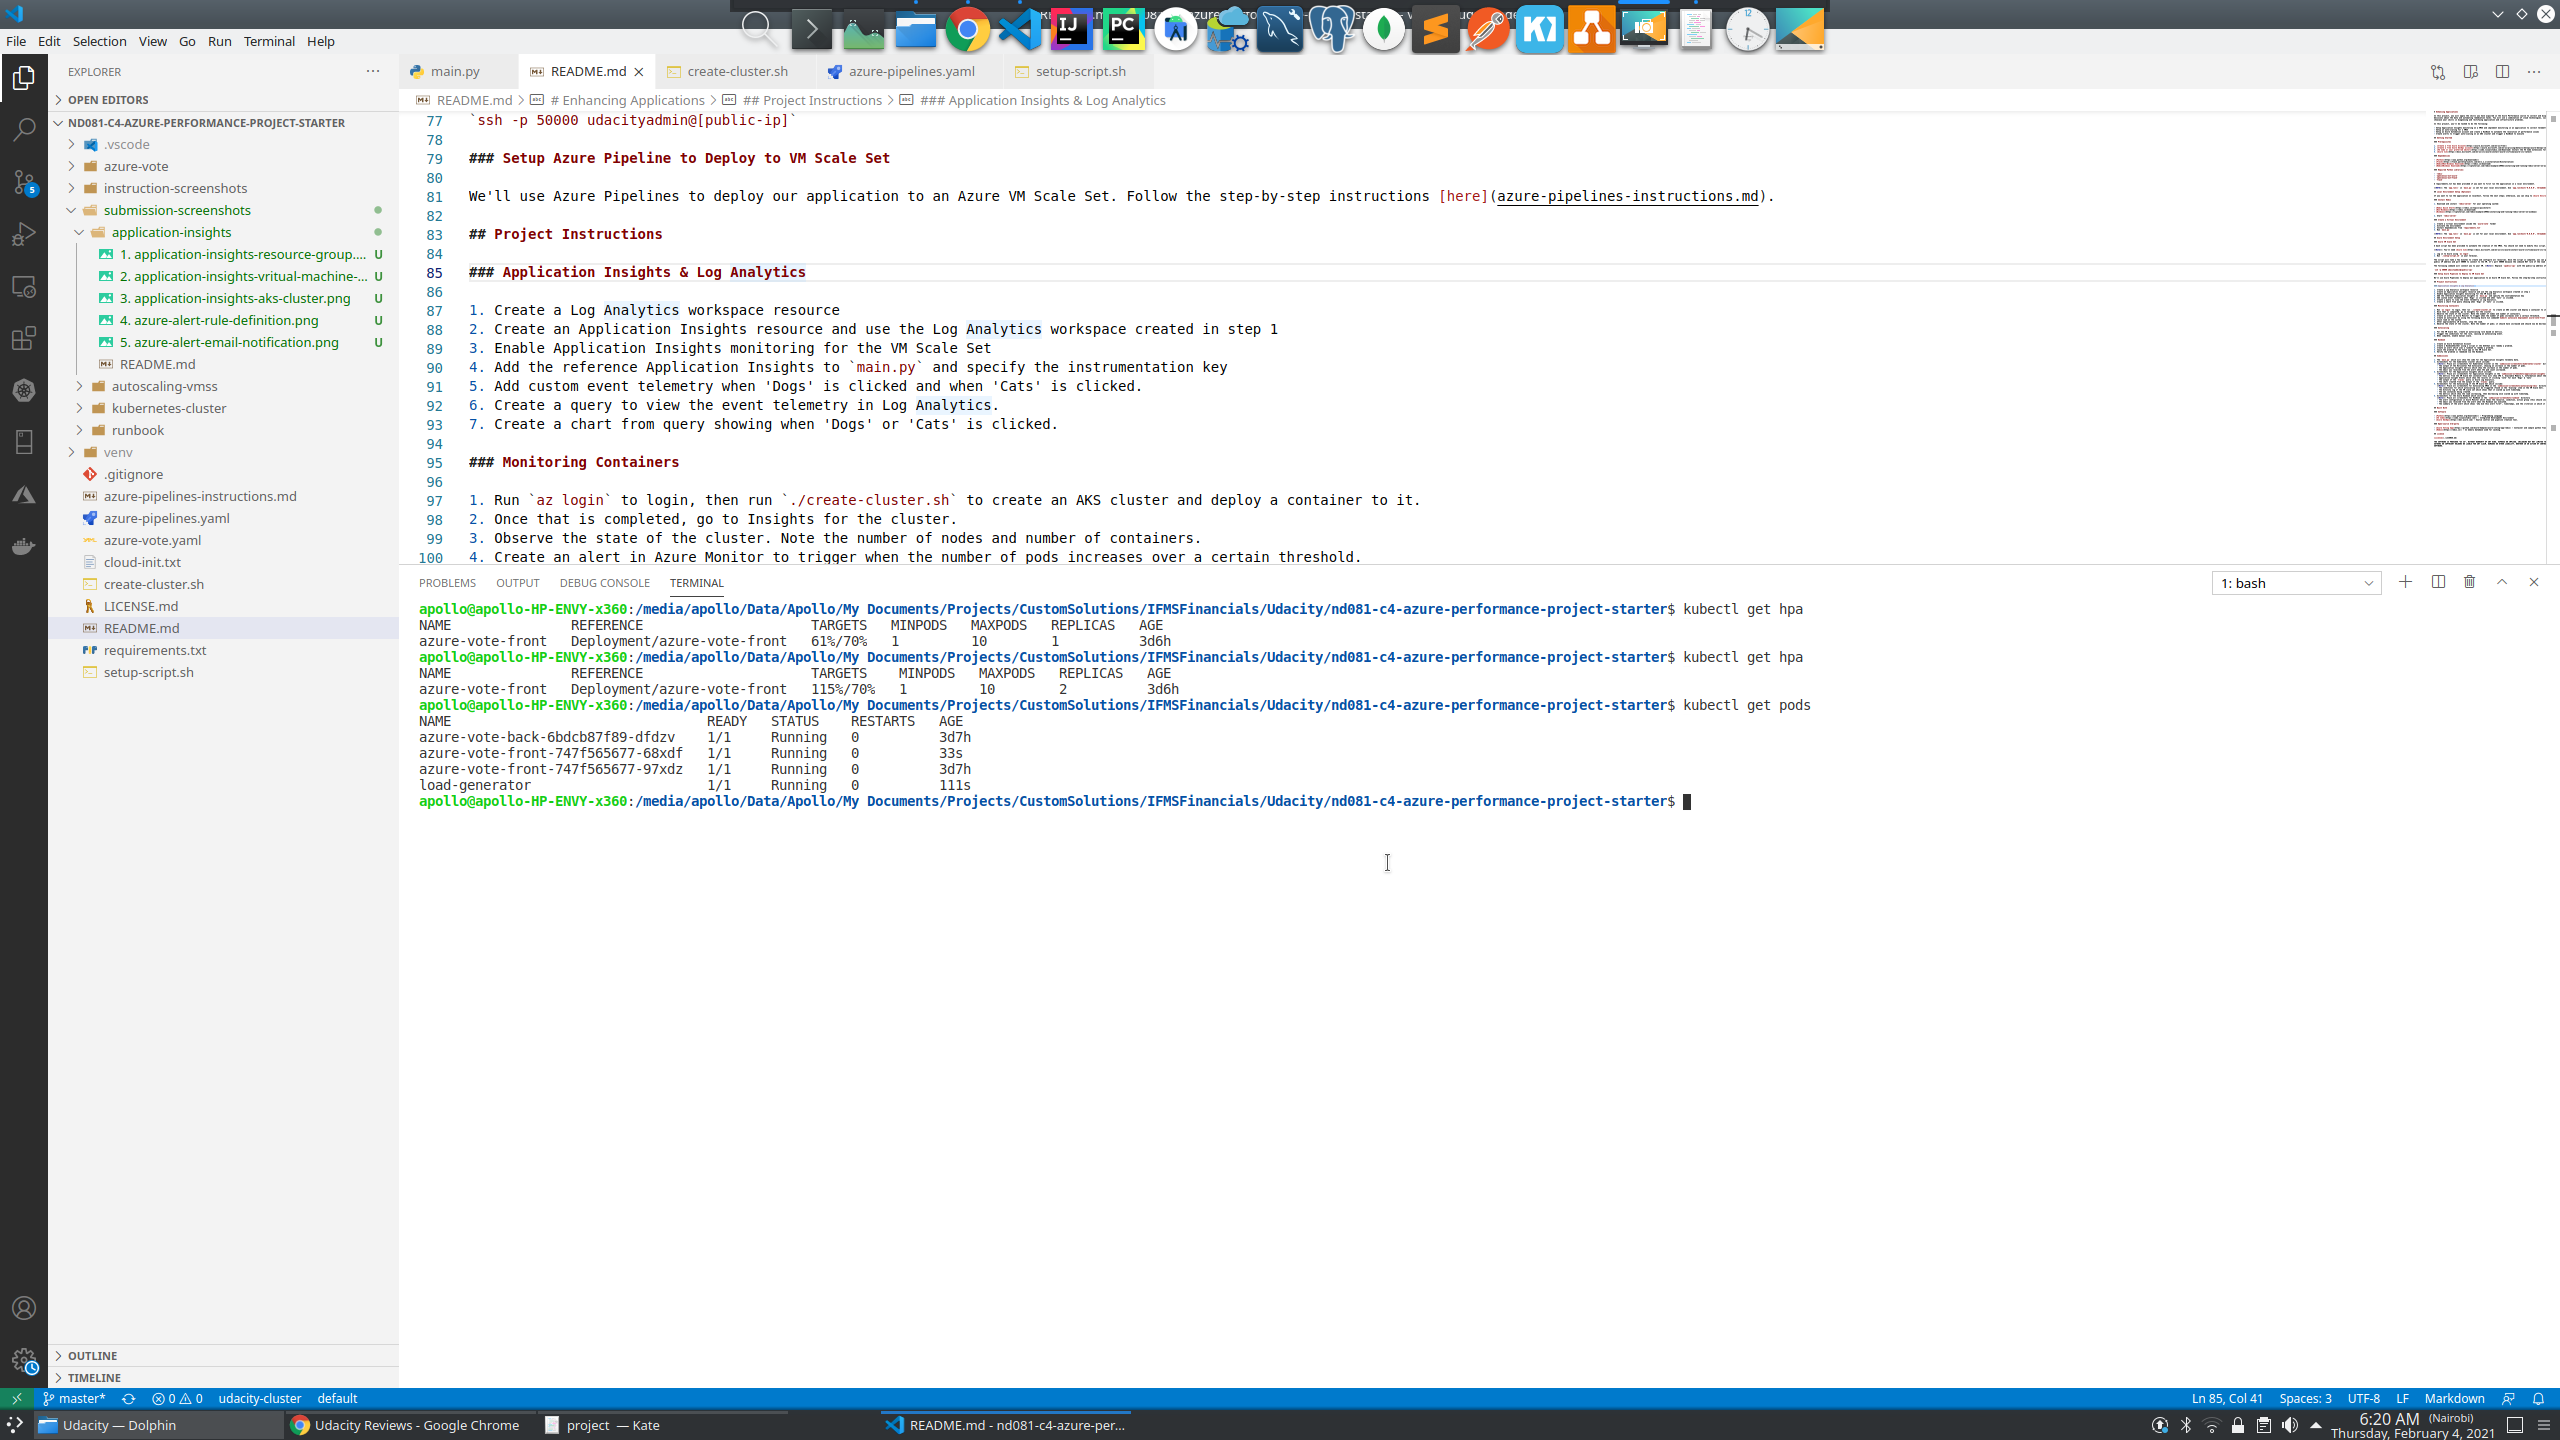 File Edit Selection View Go Run Terminal Help
IJ PC
EXPLORER
main.py README.md create-cluster.sh azure-pipelines.yaml setup-script.sh
README.md # Enhancing Applications ## Project Instructions ### Application Insights & Log Analytics
OPEN EDITORS
ND081-C4-AZURE-PERFORMANCE-PROJECT-STARTER
.vscode
azure-vote
instruction-screenshots
submission-screenshots
application-insights
1. application-insights-resource-group.... U
2. application-insights-vritual-machine-... U
3. application-insights-aks-cluster.png U
4. azure-alert-rule-definition.png U
5. azure-alert-email-notification.png U
README.md
autoscaling-vmss
kubernetes-cluster
runbook
venv
.gitignore
azure-pipelines-instructions.md
azure-pipelines.yaml
azure-vote.yaml
cloud-init.txt
create-cluster.sh
LICENSE.md
README.md
requirements.txt
setup-script.sh
OUTLINE
TIMELINE
5
77 `ssh -p 50000 udacityadmin@[public-ip]`
78
79 ### Setup Azure Pipeline to Deploy to VM Scale Set
80
81 We'll use Azure Pipelines to deploy our application to an Azure VM Scale Set. Follow the step-by-step instructions [here](azure-pipelines-instructions.md).
82
83 ## Project Instructions
84
85 ### Application Insights & Log Analytics
86
87 1. Create a Log Analytics workspace resource
88 2. Create an Application Insights resource and use the Log Analytics workspace created in step 1
89 3. Enable Application Insights monitoring for the VM Scale Set
90 4. Add the reference Application Insights to `main.py` and specify the instrumentation key
91 5. Add custom event telemetry when 'Dogs' is clicked and when 'Cats' is clicked.
92 6. Create a query to view the event telemetry in Log Analytics.
93 7. Create a chart from query showing when 'Dogs' or 'Cats' is clicked.
94
95 ### Monitoring Containers
96
97 1. Run `az login` to login, then run `./create-cluster.sh` to create an AKS cluster and deploy a container to it.
98 2. Once that is completed, go to Insights for the cluster.
99 3. Observe the state of the cluster. Note the number of nodes and number of containers.
100 4. Create an alert in Azure Monitor to trigger when the number of pods increases over a certain threshold.
PROBLEMS OUTPUT DEBUG CONSOLE TERMINAL 1: bash
apollo@apollo-HP-ENVY-x360:/media/apollo/Data/Apollo/My Documents/Projects/CustomSolutions/IFMSFinancials/Udacity/nd081-c4-azure-performance-project-starter$ kubectl get hpa
NAME REFERENCE TARGETS MINPODS MAXPODS REPLICAS AGE
azure-vote-front Deployment/azure-vote-front 61%/70% 1 10 1 3d6h
apollo@apollo-HP-ENVY-x360:/media/apollo/Data/Apollo/My Documents/Projects/CustomSolutions/IFMSFinancials/Udacity/nd081-c4-azure-performance-project-starter$ kubectl get hpa
NAME REFERENCE TARGETS MINPODS MAXPODS REPLICAS AGE
azure-vote-front Deployment/azure-vote-front 115%/70% 1 10 2 3d6h
apollo@apollo-HP-ENVY-x360:/media/apollo/Data/Apollo/My Documents/Projects/CustomSolutions/IFMSFinancials/Udacity/nd081-c4-azure-performance-project-starter$ kubectl get pods
NAME READY STATUS RESTARTS AGE
azure-vote-back-6bdcb87f89-dfdzv 1/1 Running 0 3d7h
azure-vote-front-747f565677-68xdf 1/1 Running 0 33s
azure-vote-front-747f565677-97xdz 1/1 Running 0 3d7h
load-generator 1/1 Running 0 111s
apollo@apollo-HP-ENVY-x360:/media/apollo/Data/Apollo/My Documents/Projects/CustomSolutions/IFMSFinancials/Udacity/nd081-c4-azure-performance-project-starter$
master* 0 0 udacity-cluster default Ln 85, Col 41 Spaces: 3 UTF-8 LF Markdown
Udacity — Dolphin Udacity Reviews - Google Chrome project — Kate README.md - nd081-c4-azure-per... 6:20 AM (Nairobi)
Thursday, February 4, 2021